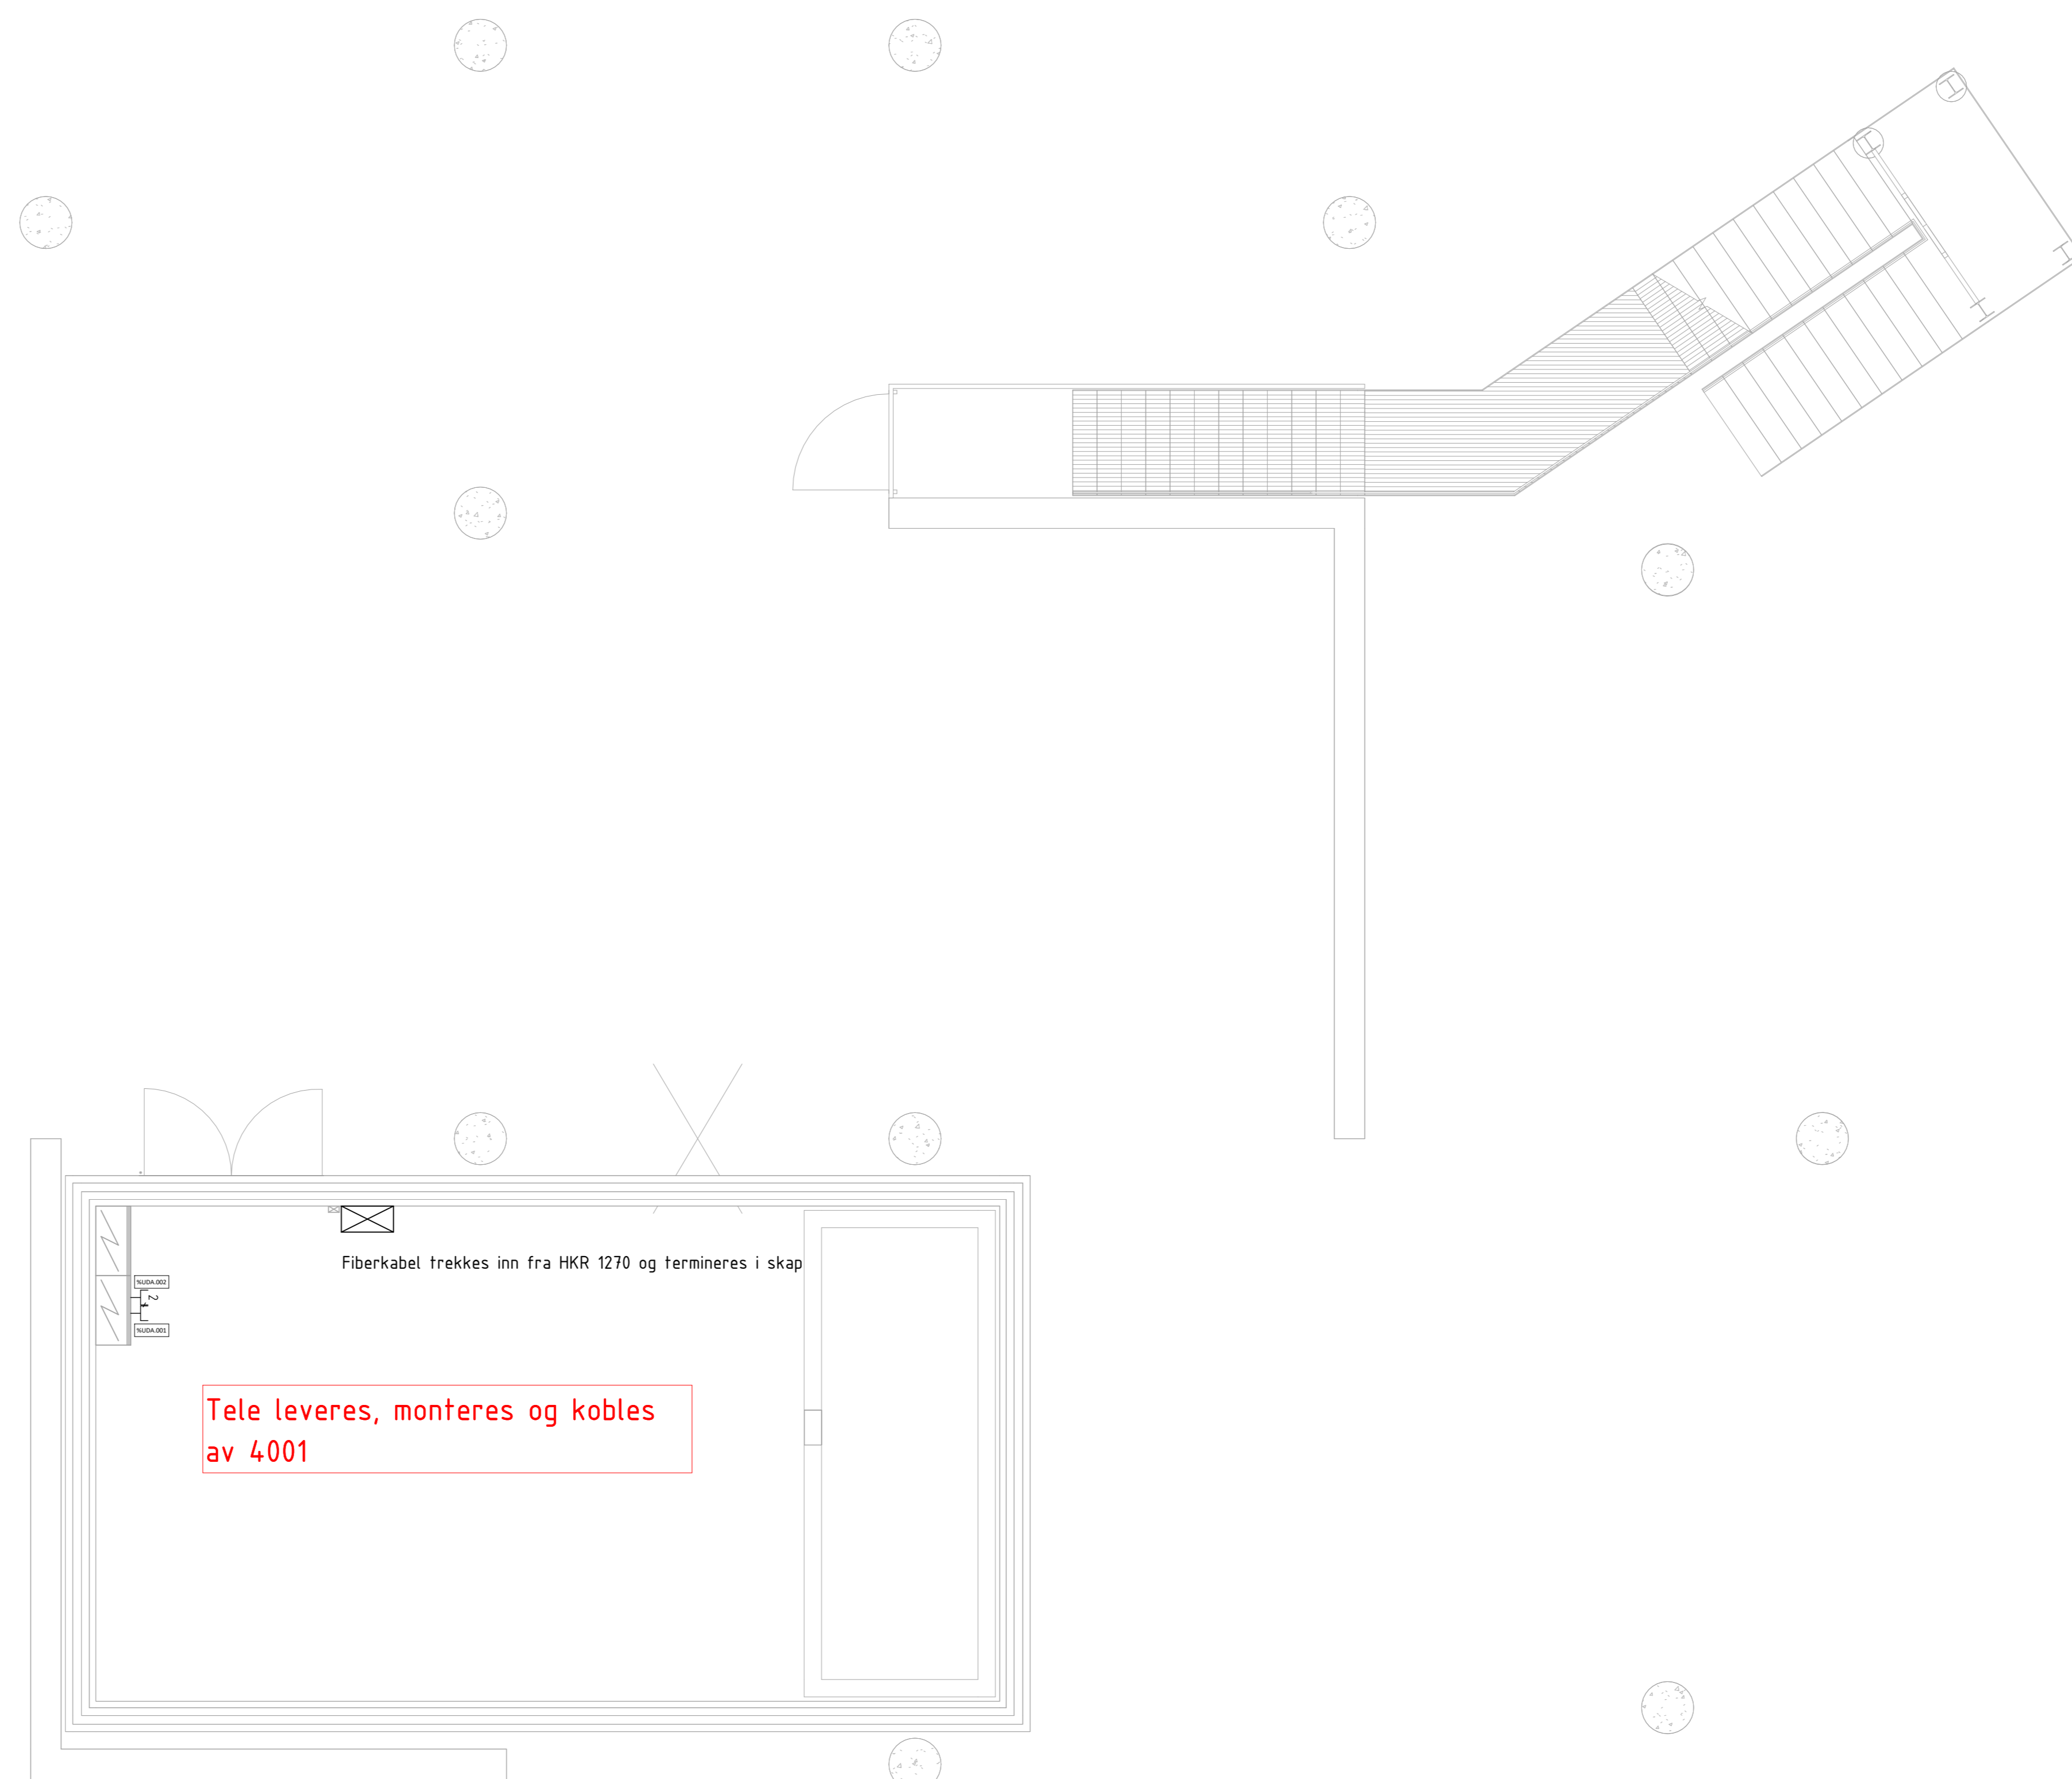 Fiberkabel trekkes inn fra HKR 1270 og termineres i skap
%UDA.002
2
%UDA.001
Tele leveres, monteres og kobles
av 4001